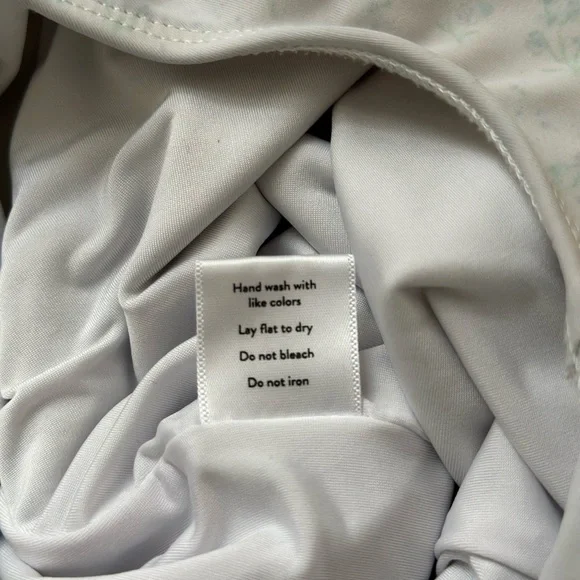 Hand wash with
like colors
Lay flat to dry
Do not bleach
Do not iron